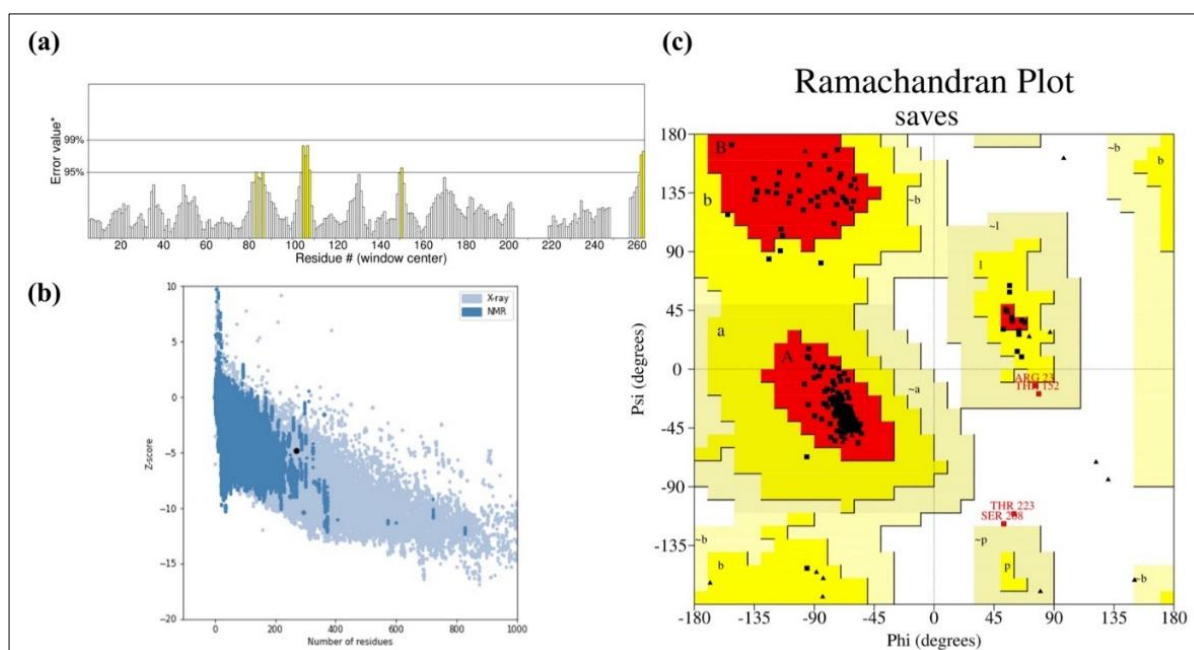 (a)
Error value*
99%
95%
20 40 60 80 100 120 140 160 180 200 220 240 260
Residue # (window center)
(b)
10
5
0
-5
-10
-15
-20
Z-score
X-ray
NMR
0 200 400 600 800 1000
Number of residues
(c)
Ramachandran Plot
saves
Psi (degrees)
180
135
90
45
0
-45
-90
-135
B
b
~b
~b
b
~l
l
a
A
~a
ARG 23
THR 223
~b
b
~p
p
~b
-180 -135 -90 -45 0 45 90 135 180
Phi (degrees)